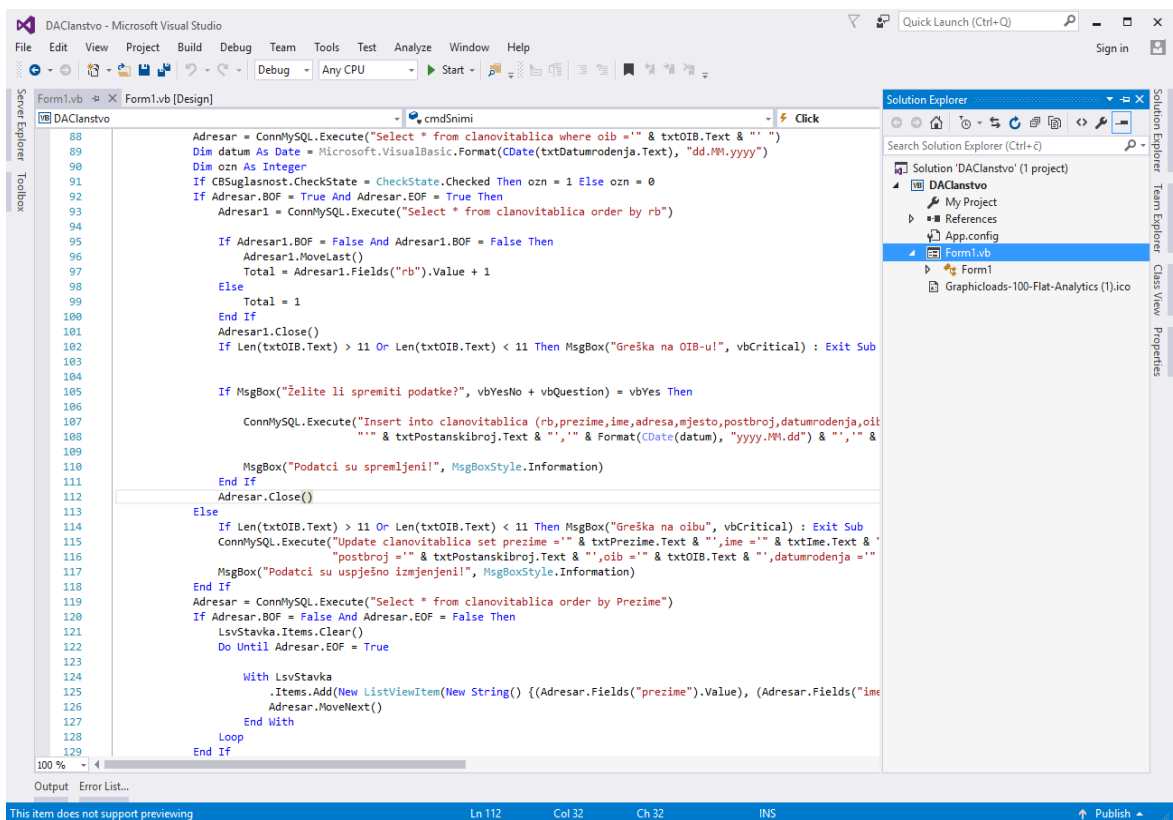 DAClanstvo - Microsoft Visual Studio
Quick Launch (Ctrl+Q)
File Edit View Project Build Debug Team Tools Test Analyze Window Help
Sign in
Debug Any CPU Start
Server Explorer
Toolbox
Form1.vb Form1.vb [Design]
VB DAClanstvo cmdSnimi Click
88 Adresar = ConnMySQL.Execute("Select * from clanovitablica where oib ='" & txtOIB.Text & "' ")
89 Dim datum As Date = Microsoft.VisualBasic.Format(CDate(txtDatumrodenja.Text), "dd.MM.yyyy")
90 Dim ozn As Integer
91 If CBSuglasnost.CheckState = CheckState.Checked Then ozn = 1 Else ozn = 0
92 If Adresar.BOF = True And Adresar.EOF = True Then
93 Adresar1 = ConnMySQL.Execute("Select * from clanovitablica order by rb")
94
95 If Adresar1.BOF = False And Adresar1.BOF = False Then
96 Adresar1.MoveLast()
97 Total = Adresar1.Fields("rb").Value + 1
98 Else
99 Total = 1
100 End If
101 Adresar1.Close()
102 If Len(txtOIB.Text) > 11 Or Len(txtOIB.Text) < 11 Then MsgBox("Greška na OIB-u!", vbCritical) : Exit Sub
103
104
105 If MsgBox("Želite li spremiti podatke?", vbYesNo + vbQuestion) = vbYes Then
106
107 ConnMySQL.Execute("Insert into clanovitablica (rb,prezime,ime,adresa,mjesto,postbroj,datumrodenja,oib
108 "'" & txtPostanskibroj.Text & "','" & Format(CDate(datum), "yyyy.MM.dd") & "','" &
109
110 MsgBox("Podatci su spremljeni!", MsgBoxStyle.Information)
111 End If
112 Adresar.Close()
113 Else
114 If Len(txtOIB.Text) > 11 Or Len(txtOIB.Text) < 11 Then MsgBox("Greška na oibu", vbCritical) : Exit Sub
115 ConnMySQL.Execute("Update clanovitablica set prezime ='" & txtPrezime.Text & "',ime ='" & txtIme.Text & "
116 "postbroj ='" & txtPostanskibroj.Text & "',oib ='" & txtOIB.Text & "',datumrodenja ='"
117 MsgBox("Podatci su uspješno izmjenjeni!", MsgBoxStyle.Information)
118 End If
119 Adresar = ConnMySQL.Execute("Select * from clanovitablica order by Prezime")
120 If Adresar.BOF = False And Adresar.EOF = False Then
121 LsvStavka.Items.Clear()
122 Do Until Adresar.EOF = True
123
124 With LsvStavka
125 .Items.Add(New ListViewItem(New String() {(Adresar.Fields("prezime").Value), (Adresar.Fields("ime
126 Adresar.MoveNext()
127 End With
128 Loop
129 End If
100 %
Output Error List...
Solution Explorer
Search Solution Explorer (Ctrl+č)
Solution 'DAClanstvo' (1 project)
VB DAClanstvo
My Project
References
App.config
Form1.vb
Form1
Graphicloads-100-Flat-Analytics (1).ico
Solution Explorer
Team Explorer
Class View
Properties
This item does not support previewing Ln 112 Col 32 Ch 32 INS Publish